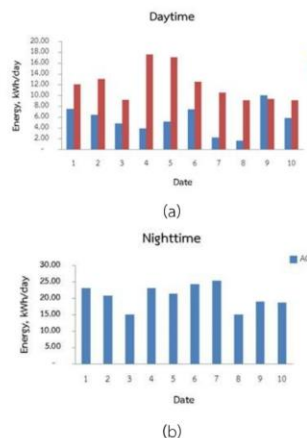 Daytime
Energy, kWh/day
20.00
18.00
16.00
14.00
12.00
10.00
8.00
6.00
4.00
2.00
-
1 2 3 4 5 6 7 8 9 10
Date
(a)
Nighttime
Energy, kWh/day
30.00
25.00
20.00
15.00
10.00
5.00
-
1 2 3 4 5 6 7 8 9 10
Date
(b)